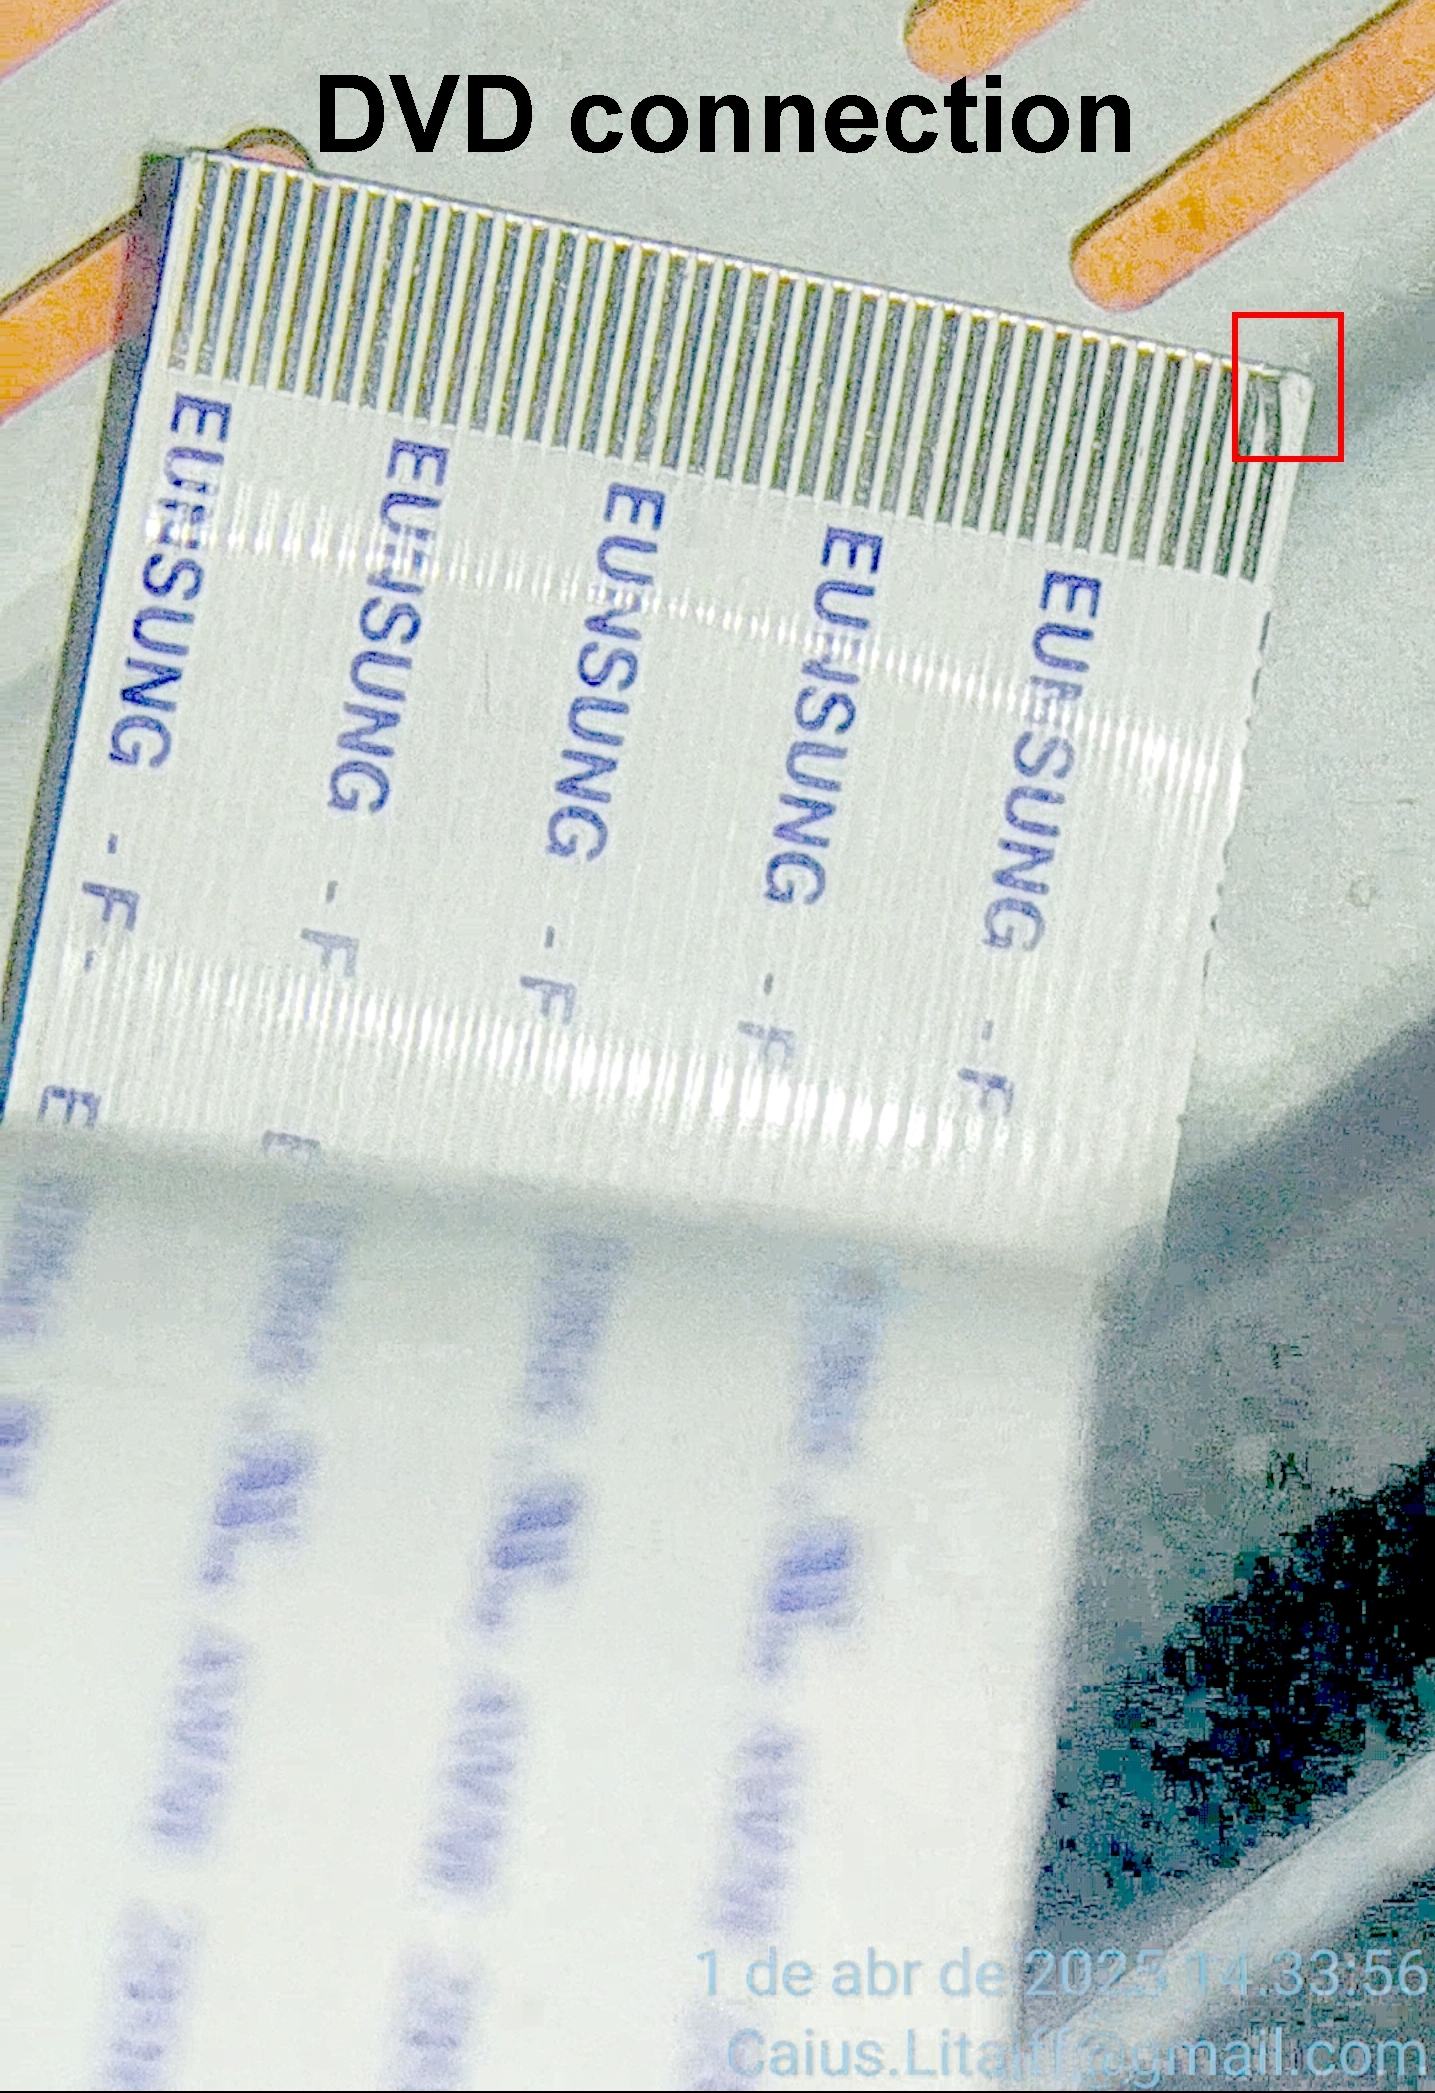 DVD connection
EUNSUNG - F -
EUNSUNG - F
EUNSUNG - F
EUNSUNG - F
EUNSUNG - F
E
E
1 de abr de 2025 14.33:56
Caius.Litaiff@gmail.com